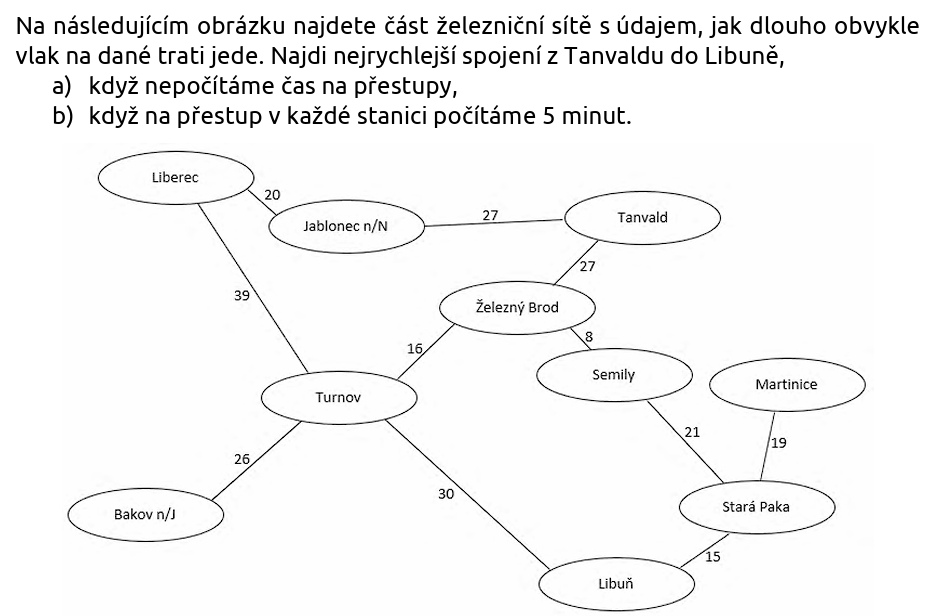 Na následujícím obrázku najdete část železniční sítě s údajem, jak dlouho obvykle
vlak na dané trati jede. Najdi nejrychlejší spojení z Tanvaldu do Libuně,
a) když nepočítáme čas na přestupy,
b) když na přestup v každé stanici počítáme 5 minut.
Liberec
20
Jablonec n/N
27
Tanvald
27
39
Železný Brod
8
16
Semily
Martinice
Turnov
21
19
26
30
Stará Paka
Bakov n/J
15
Libuň